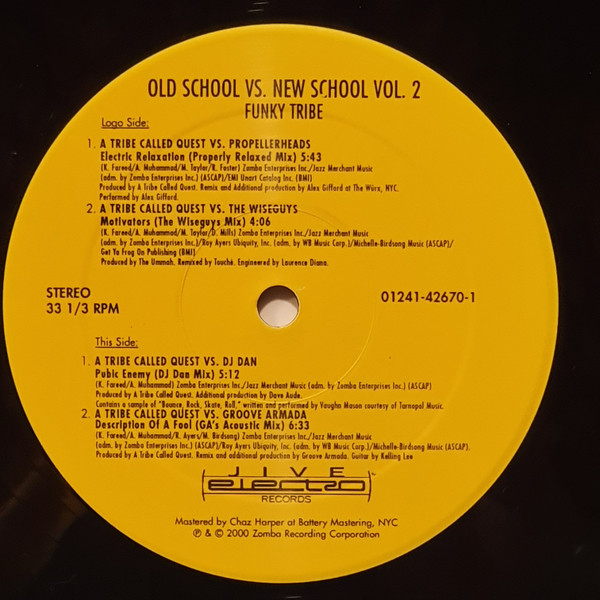 OLD SCHOOL VS. NEW SCHOOL VOL. 2
FUNKY TRIBE
Logo Side:
1. A TRIBE CALLED QUEST VS. PROPELLERHEADS
Electric Relaxation (Properly Relaxed Mix) 5:43
(K. Fareed/A. Muhammad/M. Taylor/R. Foster) Zomba Enterprises Inc./Jazz Merchant Music
(adm. by Zomba Enterprises Inc.) (ASCAP)/EMI Unart Catalog Inc. (BMI)
Produced by A Tribe Called Quest. Remix and Additional production by Alex Gifford at The Würx, NYC.
Performed by Alex Gifford.
2. A TRIBE CALLED QUEST VS. THE WISEGUYS
Motivators (The Wiseguys Mix) 4:06
(K. Fareed/A. Muhammad/M. Taylor/D. Mills) Zomba Enterprises Inc./Jazz Merchant Music
(adm. by Zomba Enterprises Inc.)/Roy Ayers Ubiquity, Inc. (adm. by WB Music Corp.)/Michelle-Birdsong Music (ASCAP)/
Get Ya Frog On Publishing (BMI)
Produced by The Ummah. Remixed by Touché. Engineered by Laurence Diana.
STEREO
33 1/3 RPM
01241-42670-1
This Side:
1. A TRIBE CALLED QUEST VS. DJ DAN
Pubic Enemy (DJ Dan Mix) 5:12
(K. Fareed/A. Muhammad) Zomba Enterprises Inc./Jazz Merchant Music (adm. by Zomba Enterprises Inc.) (ASCAP)
Produced by A Tribe Called Quest. Additional production by Dave Aude.
Contains a sample of "Bounce, Rock, Skate, Roll," written and performed by Vaughn Mason courtesy of Tarnopol Music.
2. A TRIBE CALLED QUEST VS. GROOVE ARMADA
Description Of A Fool (GA's Acoustic Mix) 6:33
(K. Fareed/A. Muhammad/R. Ayers/M. Birdsong) Zomba Enterprises Inc./Jazz Merchant Music
(adm. by Zomba Enterprises Inc.) (ASCAP)/Roy Ayers Ubiquity, Inc. (adm. by WB Music Corp.)/Michelle-Birdsong Music (ASCAP).
Produced by A Tribe Called Quest. Remix and additional production by Groove Armada. Guitar by Kelling Lee
JIVE
electro
RECORDS
Mastered by Chaz Harper at Battery Mastering, NYC
℗ & © 2000 Zomba Recording Corporation